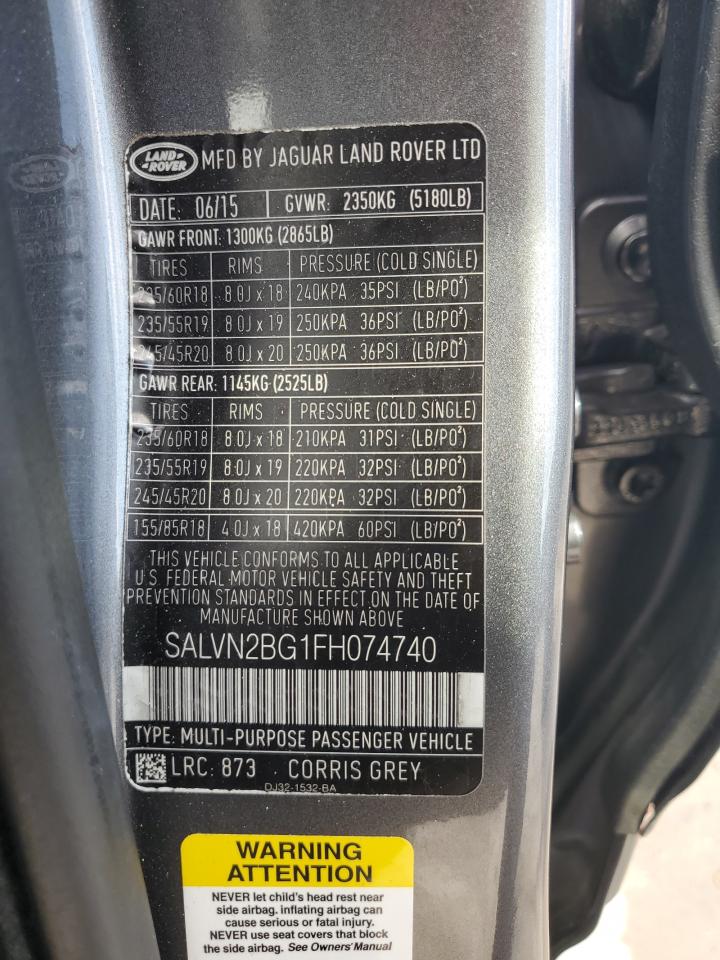 LAND ROVER MFD BY JAGUAR LAND ROVER LTD
DATE: 06/15 GVWR: 2350KG (5180LB)
GAWR FRONT: 1300KG (2865LB)
TIRES RIMS PRESSURE (COLD SINGLE)
235/60R18 8.0J x 18 240KPA 35PSI (LB/PO²)
235/55R19 8.0J x 19 250KPA 36PSI (LB/PO²)
245/45R20 8.0J x 20 250KPA 36PSI (LB/PO²)
GAWR REAR: 1145KG (2525LB)
TIRES RIMS PRESSURE (COLD SINGLE)
235/60R18 8.0J x 18 210KPA 31PSI (LB/PO²)
235/55R19 8.0J x 19 220KPA 32PSI (LB/PO²)
245/45R20 8.0J x 20 220KPA 32PSI (LB/PO²)
155/85R18 4.0J x 18 420KPA 60PSI (LB/PO²)
THIS VEHICLE CONFORMS TO ALL APPLICABLE
U.S. FEDERAL MOTOR VEHICLE SAFETY AND THEFT
PREVENTION STANDARDS IN EFFECT ON THE DATE OF
MANUFACTURE SHOWN ABOVE
SALVN2BG1FH074740
TYPE: MULTI-PURPOSE PASSENGER VEHICLE
LRC: 873 CORRIS GREY
DJ32-1532-BA
WARNING
ATTENTION
NEVER let child's head rest near
side airbag. inflating airbag can
cause serious or fatal injury.
NEVER use seat covers that block
the side airbag. See Owners' Manual